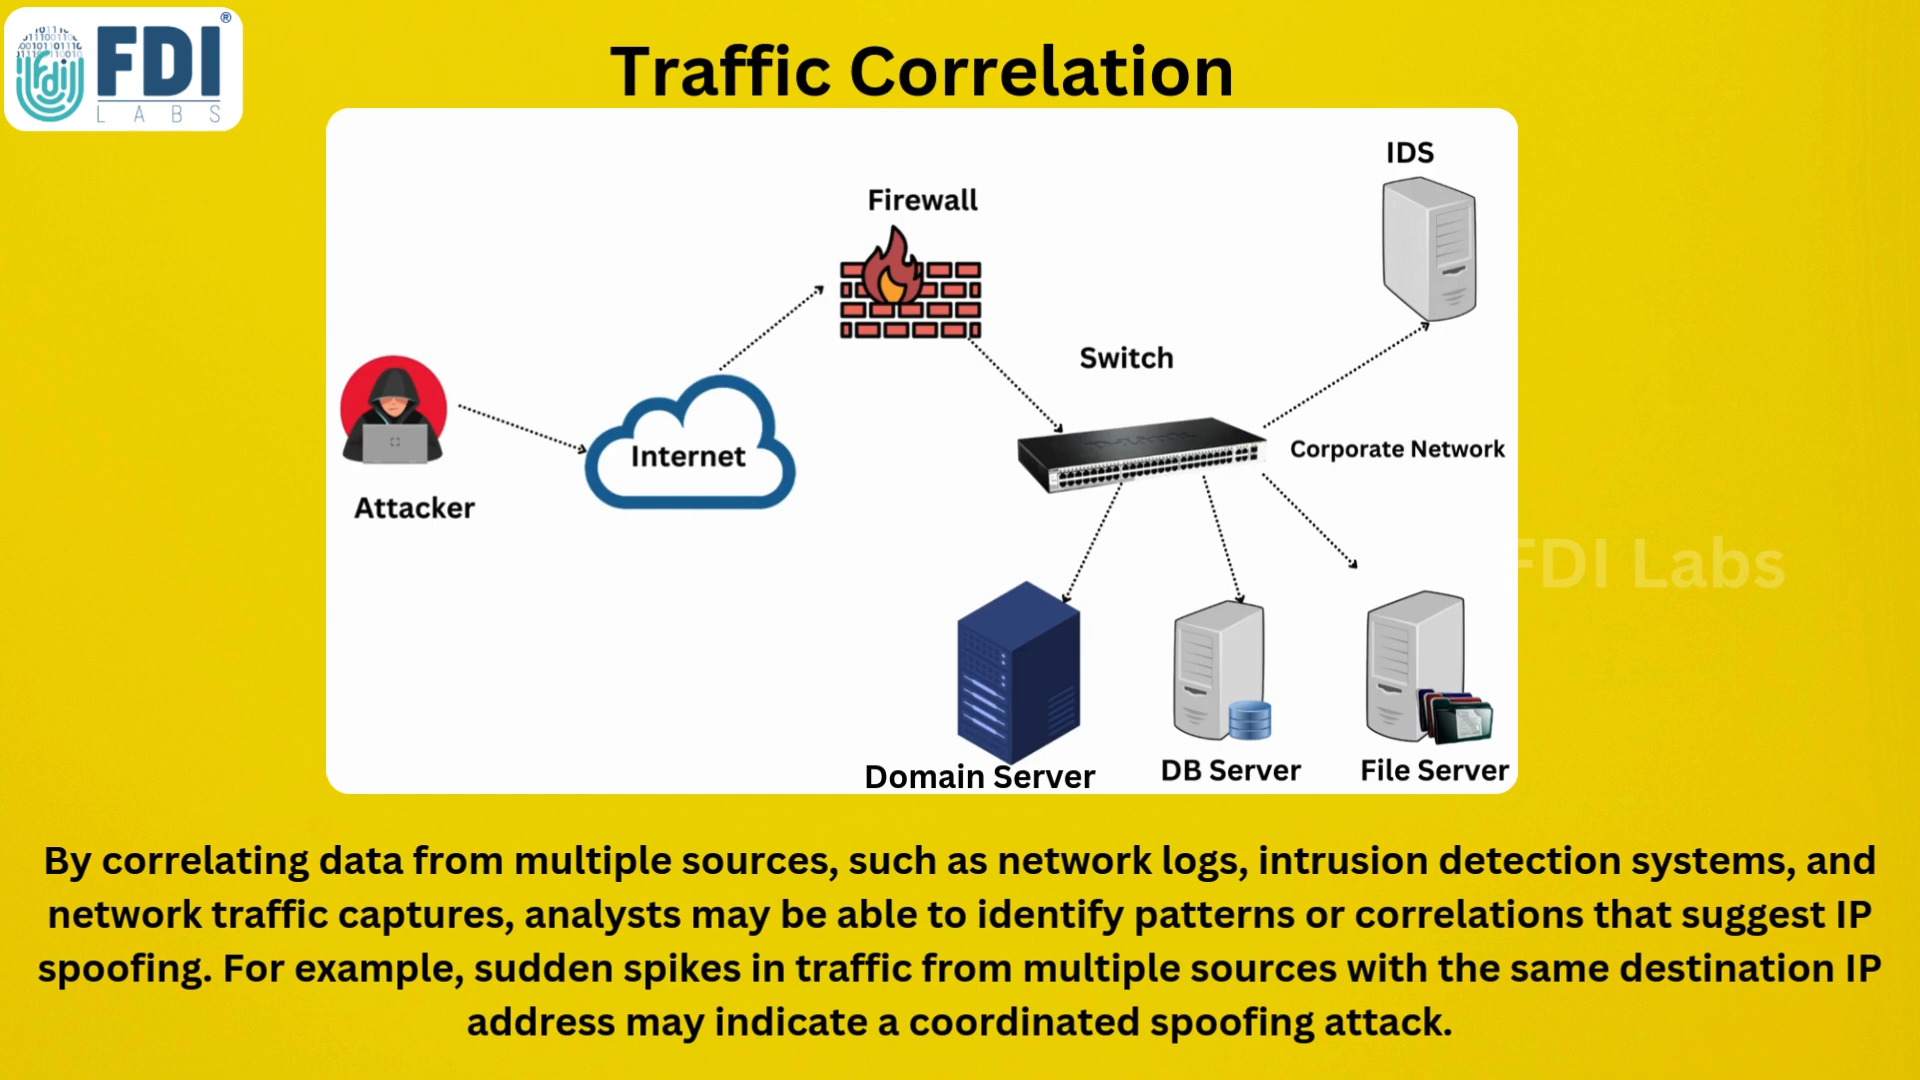 FDI
®
LABS
Traffic Correlation
IDS
Firewall
Switch
Internet
Corporate Network
Attacker
FDI Labs
Domain Server
DB Server
File Server
By correlating data from multiple sources, such as network logs, intrusion detection systems, and
network traffic captures, analysts may be able to identify patterns or correlations that suggest IP
spoofing. For example, sudden spikes in traffic from multiple sources with the same destination IP
address may indicate a coordinated spoofing attack.